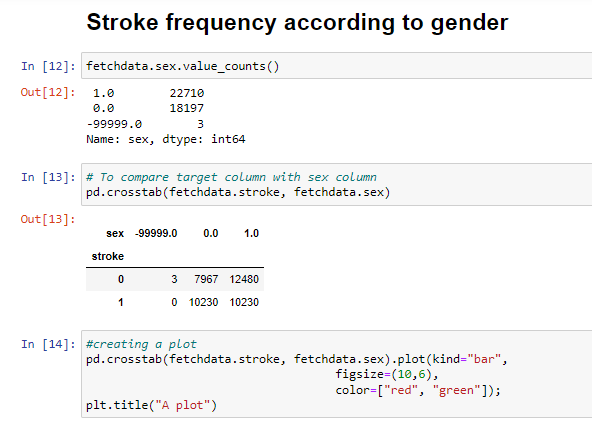 Stroke frequency according to gender
In [12]: fetchdata.sex.value_counts()
Out[12]: 1.0 22710
0.0 18197
-99999.0 3
Name: sex, dtype: int64
In [13]: # To compare target column with sex column
pd.crosstab(fetchdata.stroke, fetchdata.sex)
Out[13]:
sex -99999.0 0.0 1.0
stroke
0 3 7967 12480
1 0 10230 10230
In [14]: #creating a plot
pd.crosstab(fetchdata.stroke, fetchdata.sex).plot(kind="bar",
figsize=(10,6),
color=["red", "green"]);
plt.title("A plot")